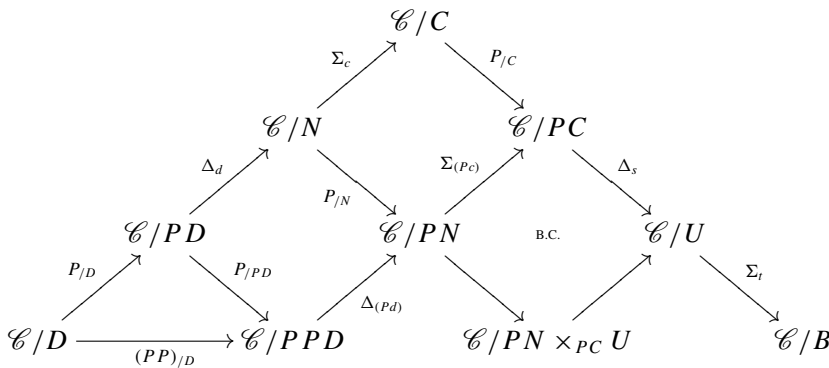 𝒞/C
Σ_c P_{/C}
𝒞/N 𝒞/PC
Δ_d P_{/N} Σ_{(Pc)} Δ_s
𝒞/PD 𝒞/PN B.C. 𝒞/U
P_{/D} P_{/PD} Δ_{(Pd)} Σ_t
𝒞/D (PP)_{/D} 𝒞/PPD 𝒞/PN ×_{PC} U 𝒞/B